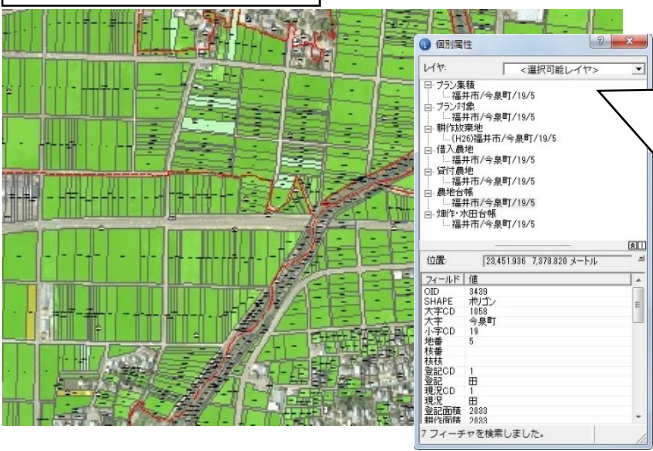 個別属性
レイヤ: <選択可能レイヤ>
プラン集積
福井市/今泉町/19/5
プラン対象
福井市/今泉町/19/5
耕作放棄地
(H26)福井市/今泉町/19/5
借入農地
福井市/今泉町/19/5
貸付農地
福井市/今泉町/19/5
農地台帳
福井市/今泉町/19/5
畑作・水田台帳
福井市/今泉町/19/5
位置: 23,451.936 7,378.820 メートル
フィールド 値
OID 3439
SHAPE ポリゴン
大字CD 1058
大字 今泉町
小字CD 19
地番 5
枝番
枝枝
登記CD 1
登記 田
現況CD 1
現況 田
登記面積 2033
耕作面積 2033
7 フィーチャを検索しました。